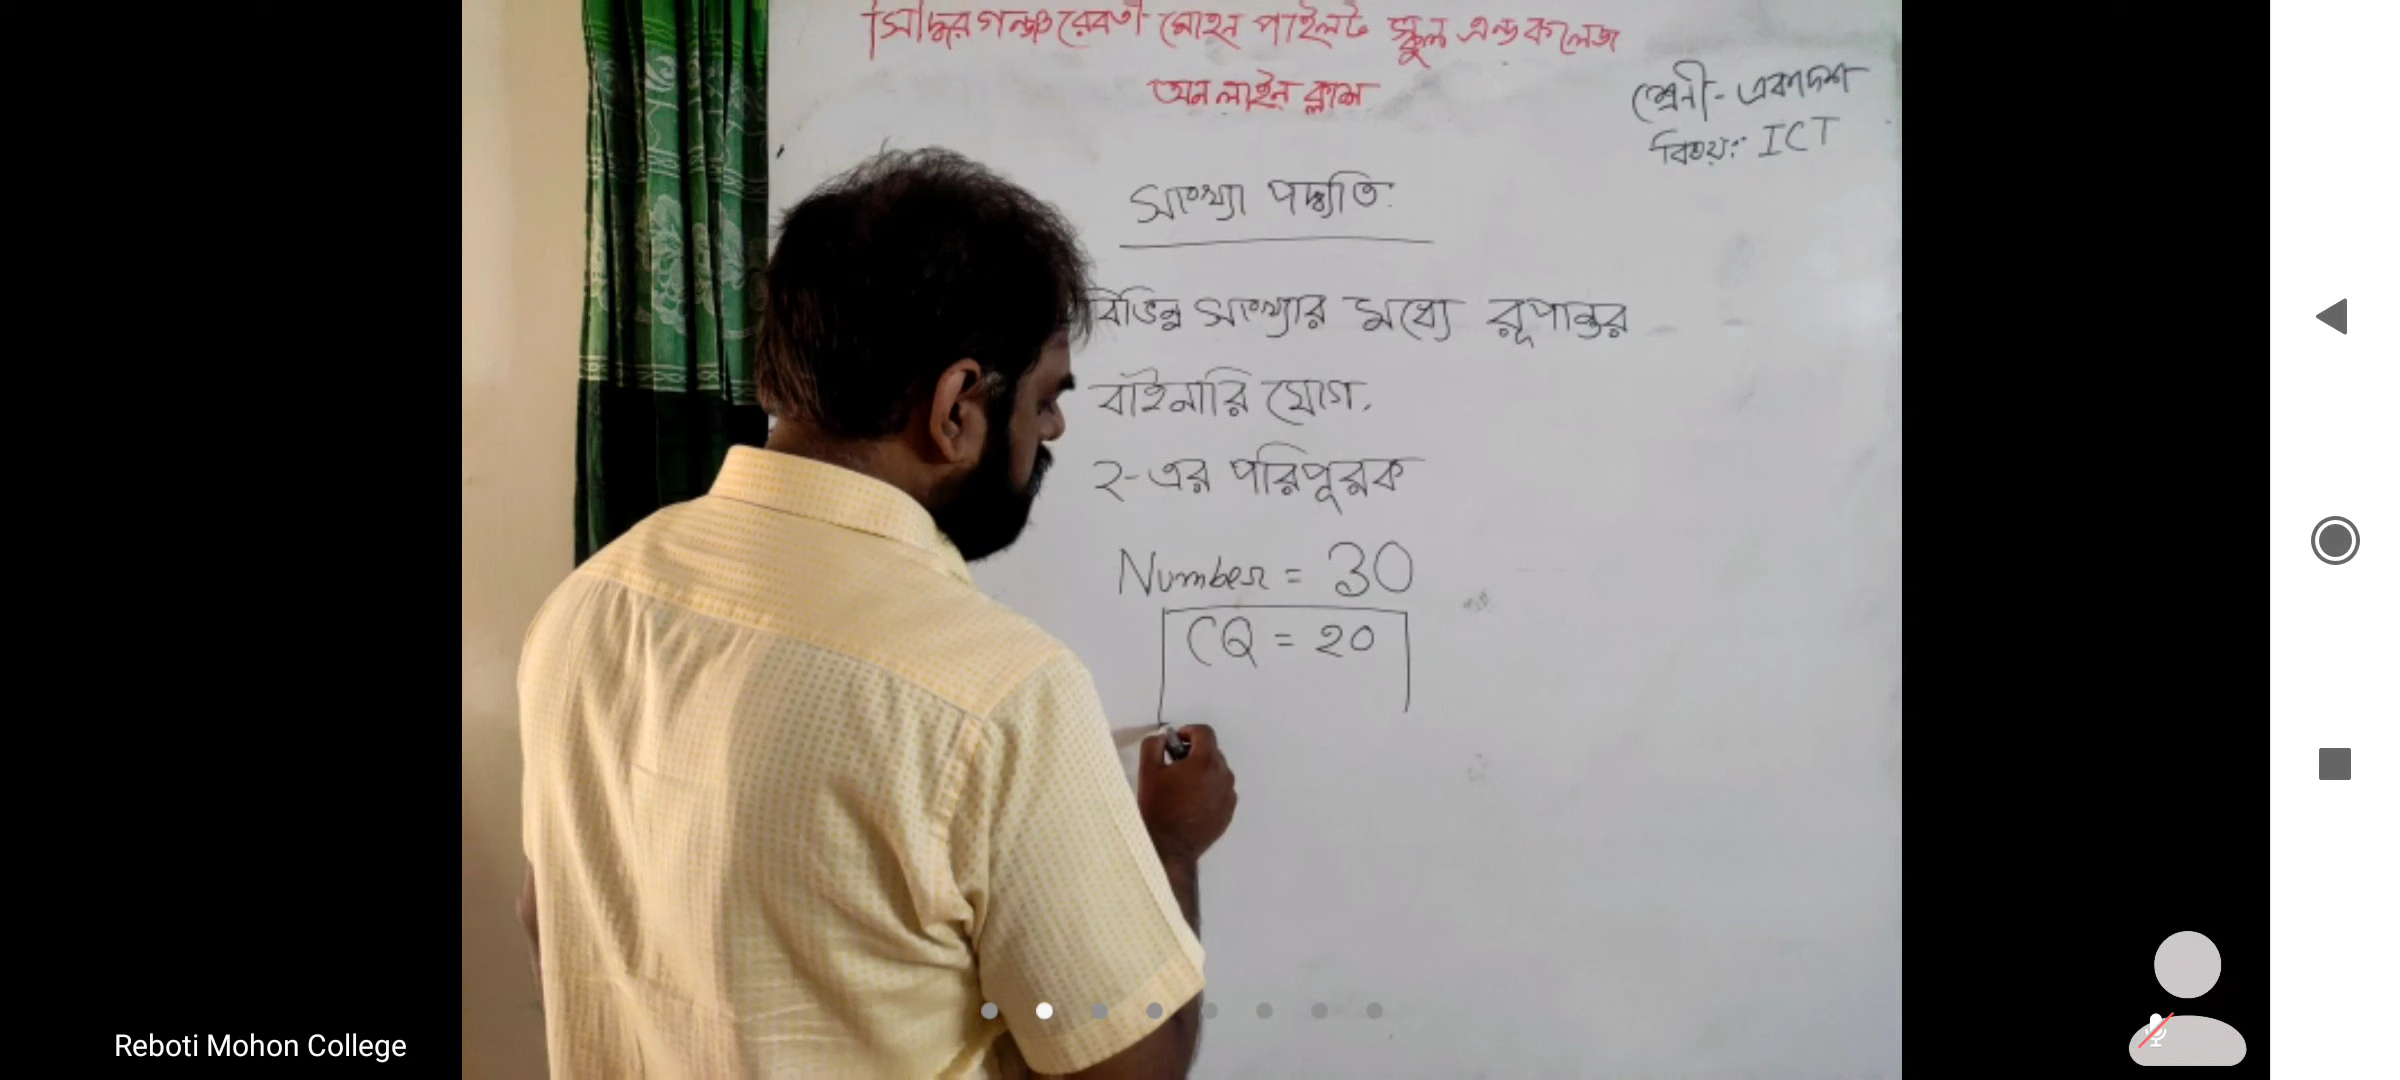 সিদ্ধিরগঞ্জ রেবতী মোহন পাইলট স্কুল এন্ড কলেজ
অনলাইন ক্লাশ
শ্রেনী - একাদশ
বিষয়: ICT
সাংখ্যা পদ্ধতি:
বিভিন্ন সাংখ্যার মধ্যে রূপান্তর
বাইনারি যোগ.
২-এর পরিপূরক
Number = 30
CQ = ২০
Reboti Mohon College